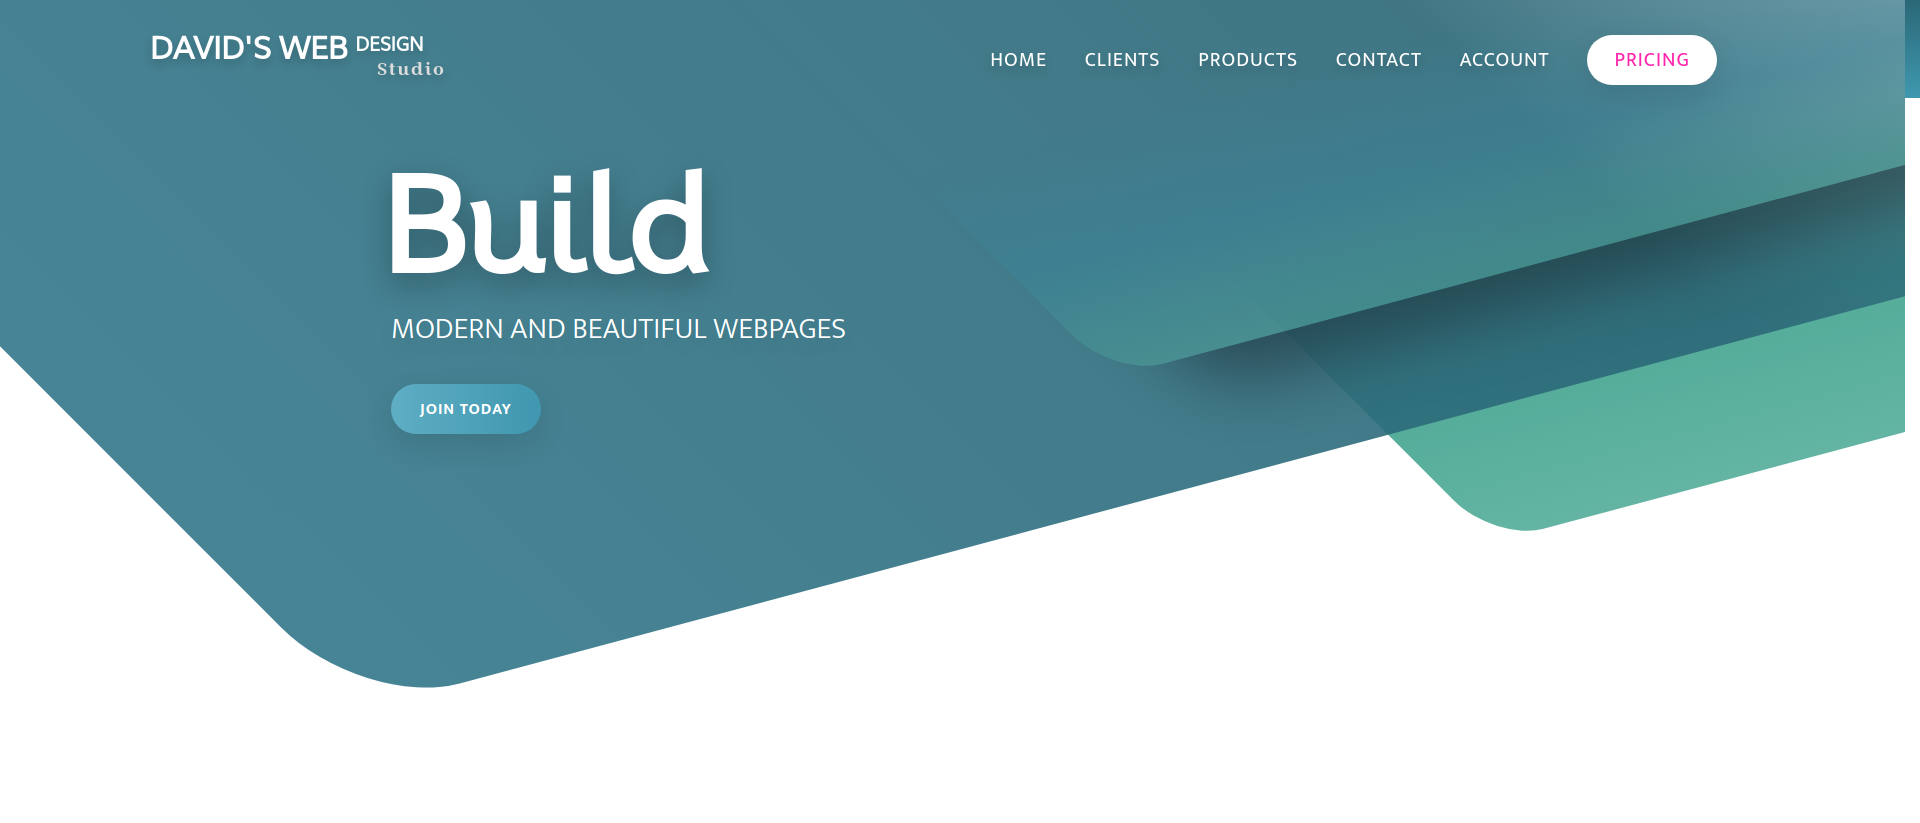 DAVID'S WEB DESIGN
Studio
HOME CLIENTS PRODUCTS CONTACT ACCOUNT PRICING
Build
MODERN AND BEAUTIFUL WEBPAGES
JOIN TODAY